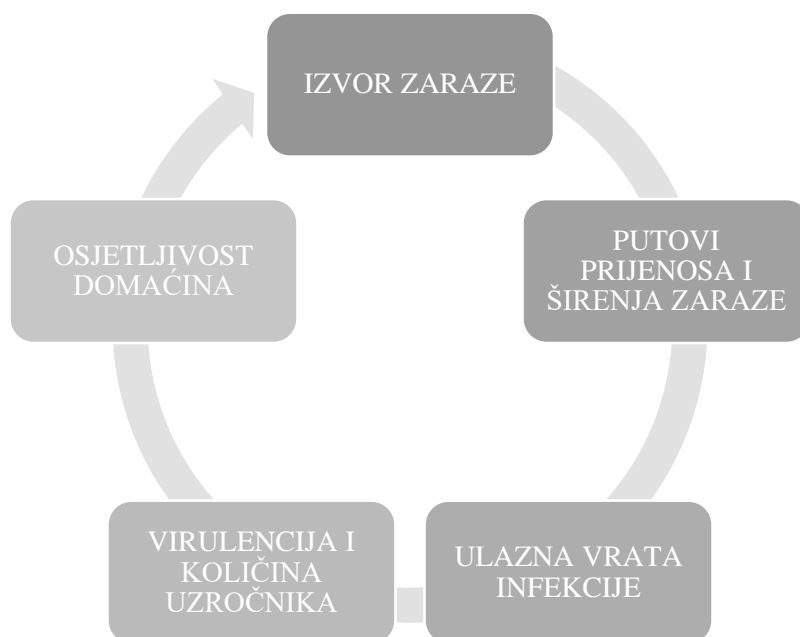 IZVOR ZARAZE
PUTOVI
PRIJENOSA I
ŠIRENJA ZARAZE
ULAZNA VRATA
INFEKCIJE
VIRULENCIJA I
KOLIČINA
UZROČNIKA
OSJETLJIVOST
DOMAĆINA